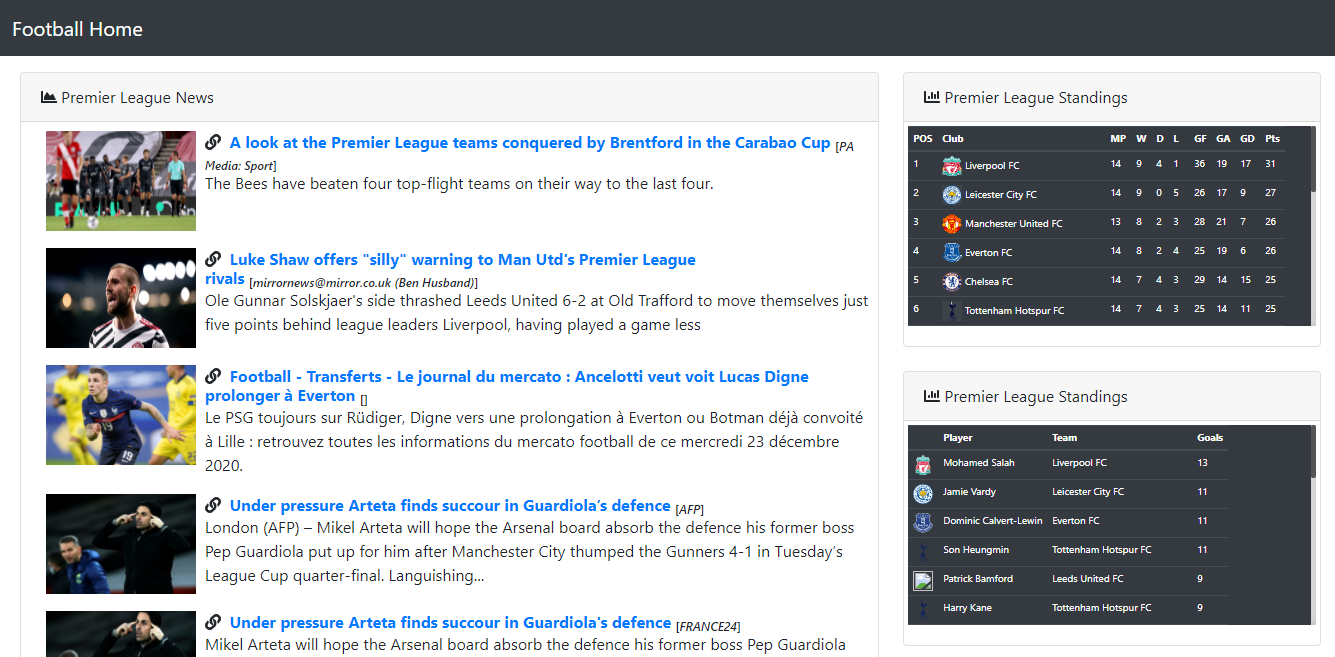 Football Home
Premier League News
A look at the Premier League teams conquered by Brentford in the Carabao Cup [PA
Media: Sport]
The Bees have beaten four top-flight teams on their way to the last four.
Luke Shaw offers "silly" warning to Man Utd's Premier League
rivals [mirrornews@mirror.co.uk (Ben Husband)]
Ole Gunnar Solskjaer's side thrashed Leeds United 6-2 at Old Trafford to move themselves just
five points behind league leaders Liverpool, having played a game less
Football - Transferts - Le journal du mercato : Ancelotti veut voit Lucas Digne
prolonger à Everton []
Le PSG toujours sur Rüdiger, Digne vers une prolongation à Everton ou Botman déjà convoité
à Lille : retrouvez toutes les informations du mercato football de ce mercredi 23 décembre
2020.
Under pressure Arteta finds succour in Guardiola’s defence [AFP]
London (AFP) – Mikel Arteta will hope the Arsenal board absorb the defence his former boss
Pep Guardiola put up for him after Manchester City thumped the Gunners 4-1 in Tuesday’s
League Cup quarter-final. Languishing...
Under pressure Arteta finds succour in Guardiola's defence [FRANCE24]
Mikel Arteta will hope the Arsenal board absorb the defence his former boss Pep Guardiola
Premier League Standings
POS Club MP W D L GF GA GD Pts
1 Liverpool FC 14 9 4 1 36 19 17 31
2 Leicester City FC 14 9 0 5 26 17 9 27
3 Manchester United FC 13 8 2 3 28 21 7 26
4 Everton FC 14 8 2 4 25 19 6 26
5 Chelsea FC 14 7 4 3 29 14 15 25
6 Tottenham Hotspur FC 14 7 4 3 25 14 11 25
Premier League Standings
Player Team Goals
Mohamed Salah Liverpool FC 13
Jamie Vardy Leicester City FC 11
Dominic Calvert-Lewin Everton FC 11
Son Heungmin Tottenham Hotspur FC 11
Patrick Bamford Leeds United FC 9
Harry Kane Tottenham Hotspur FC 9